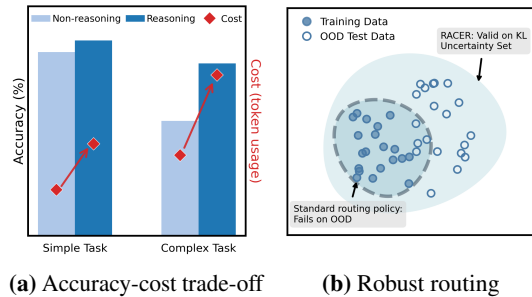 Non-reasoning
Reasoning
Cost
Accuracy (%)
Cost (token usage)
Simple Task
Complex Task
(a) Accuracy-cost trade-off
Training Data
OOD Test Data
RACER: Valid on KL
Uncertainty Set
Standard routing policy:
Fails on OOD
(b) Robust routing